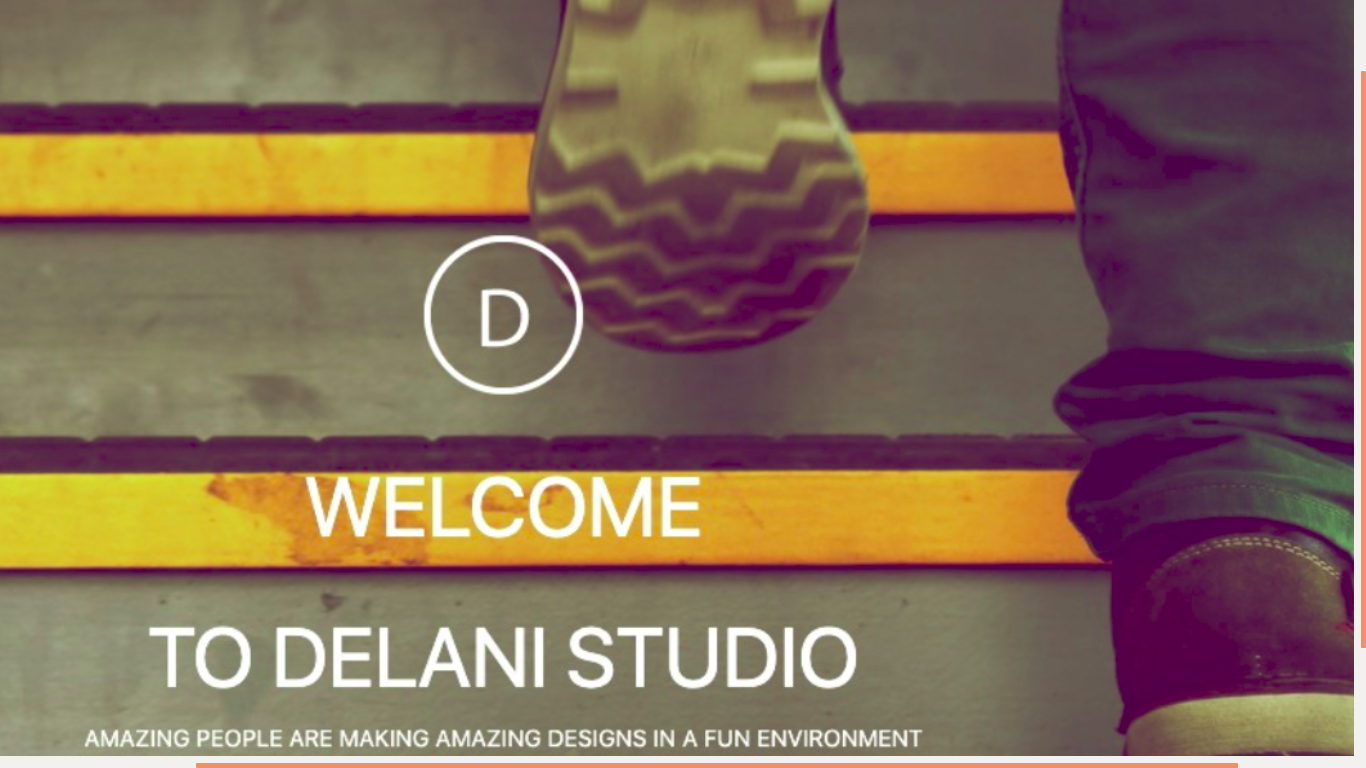 D
WELCOME
TO DELANI STUDIO
AMAZING PEOPLE ARE MAKING AMAZING DESIGNS IN A FUN ENVIRONMENT